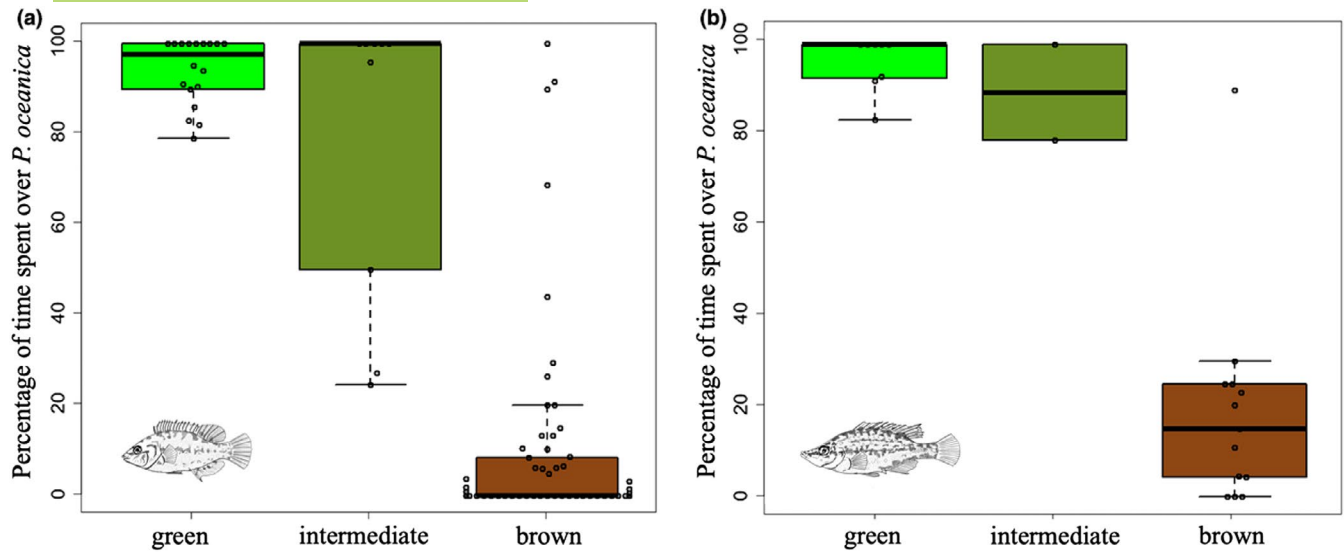 (a)
Percentage of time spent over P. oceanica
100
80
60
40
20
0
green intermediate brown
(b)
Percentage of time spent over P. oceanica
100
80
60
40
20
0
green intermediate brown